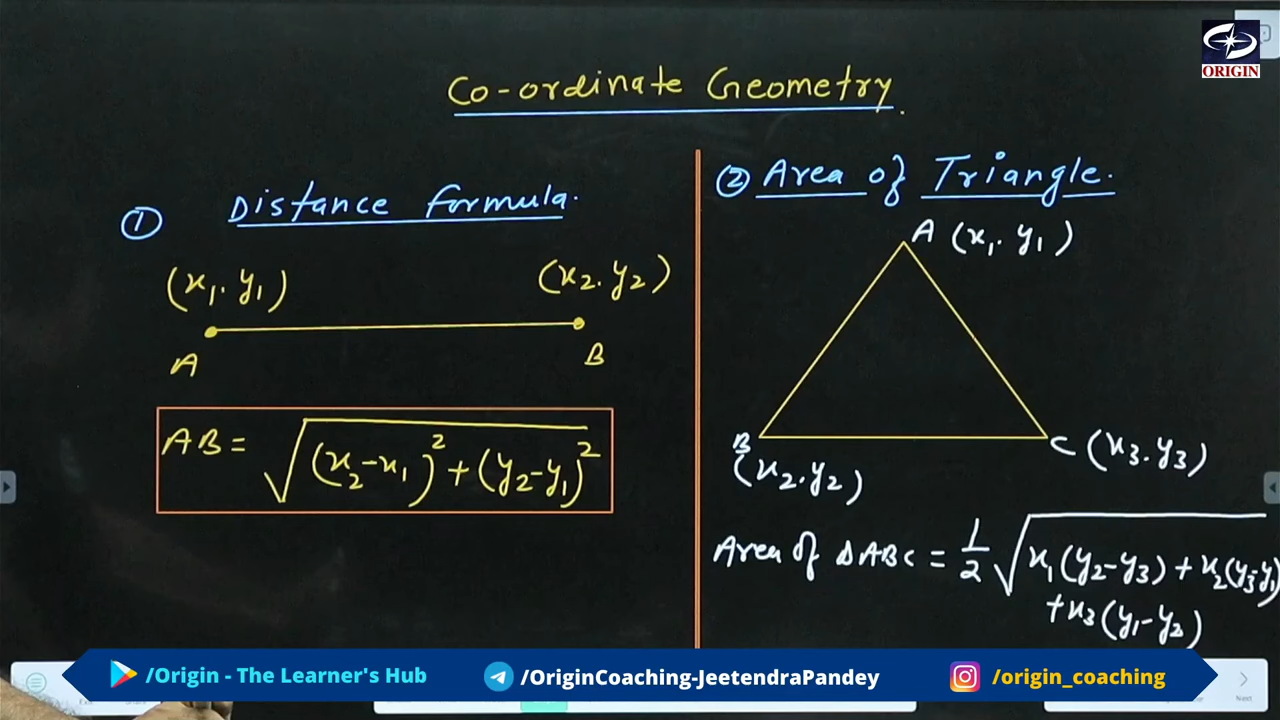 ORIGIN
Co-ordinate Geometry.
① Distance formula.
(x₁. y₁) (x₂. y₂)
A B
AB = √(x₂-x₁)² + (y₂-y₁)²
② Area of Triangle.
A (x₁. y₁)
B C (x₃. y₃)
(x₂. y₂)
Area of ΔABC = 1/2 √x₁(y₂-y₃) + x₂(y₃-y₁)
+x₃(y₁-y₂)
/Origin - The Learner's Hub /OriginCoaching-JeetendraPandey /origin_coaching
Next